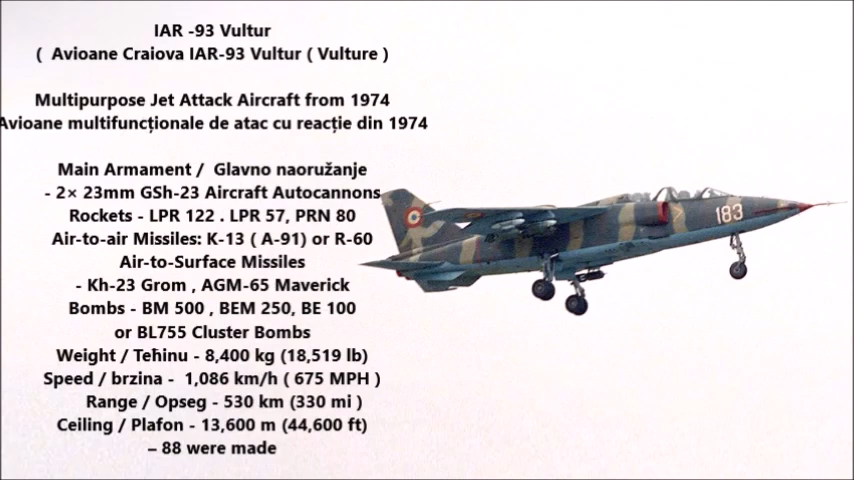 IAR -93 Vultur
( Avioane Craiova IAR-93 Vultur ( Vulture )
Multipurpose Jet Attack Aircraft from 1974
Avioane multifuncționale de atac cu reacție din 1974
Main Armament / Glavno naoružanje
- 2× 23mm GSh-23 Aircraft Autocannons
Rockets - LPR 122 . LPR 57, PRN 80
Air-to-air Missiles: K-13 ( A-91) or R-60
Air-to-Surface Missiles
- Kh-23 Grom , AGM-65 Maverick
Bombs - BM 500 , BEM 250, BE 100
or BL755 Cluster Bombs
Weight / Teħinu - 8,400 kg (18,519 lb)
Speed / brzina - 1,086 km/h ( 675 MPH )
Range / Opseg - 530 km (330 mi )
Ceiling / Plafon - 13,600 m (44,600 ft)
– 88 were made
183